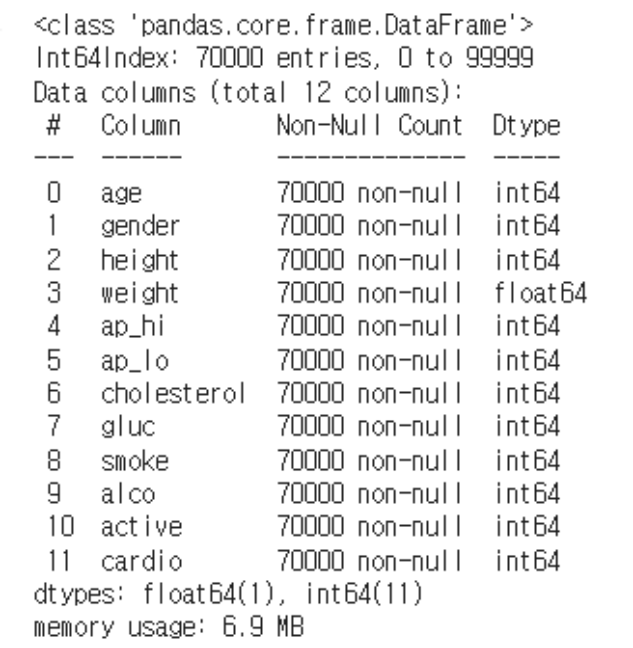 <class 'pandas.core.frame.DataFrame'>
Int64Index: 70000 entries, 0 to 99999
Data columns (total 12 columns):
 #   Column       Non-Null Count  Dtype
---  ------       --------------  -----
 0   age          70000 non-null  int64
 1   gender       70000 non-null  int64
 2   height       70000 non-null  int64
 3   weight       70000 non-null  float64
 4   ap_hi        70000 non-null  int64
 5   ap_lo        70000 non-null  int64
 6   cholesterol  70000 non-null  int64
 7   gluc         70000 non-null  int64
 8   smoke        70000 non-null  int64
 9   alco         70000 non-null  int64
 10  active       70000 non-null  int64
 11  cardio       70000 non-null  int64
dtypes: float64(1), int64(11)
memory usage: 6.9 MB